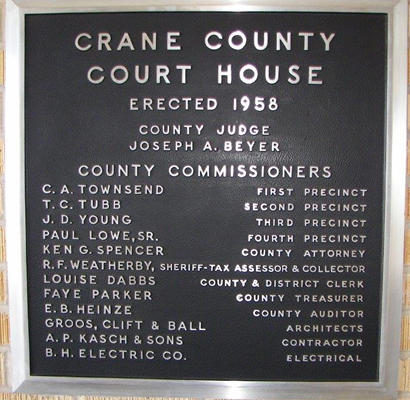 CRANE COUNTY
COURT HOUSE
ERECTED 1958
COUNTY JUDGE
JOSEPH A. BEYER
COUNTY COMMISSIONERS
C. A. TOWNSEND FIRST PRECINCT
T. C. TUBB SECOND PRECINCT
J. D. YOUNG THIRD PRECINCT
PAUL LOWE, SR. FOURTH PRECINCT
KEN G. SPENCER COUNTY ATTORNEY
R. F. WEATHERBY, SHERIFF-TAX ASSESSOR & COLLECTOR
LOUISE DABBS COUNTY & DISTRICT CLERK
FAYE PARKER COUNTY TREASURER
E. B. HEINZE COUNTY AUDITOR
GROOS, CLIFT & BALL ARCHITECTS
A. P. KASCH & SONS CONTRACTOR
B. H. ELECTRIC CO. ELECTRICAL